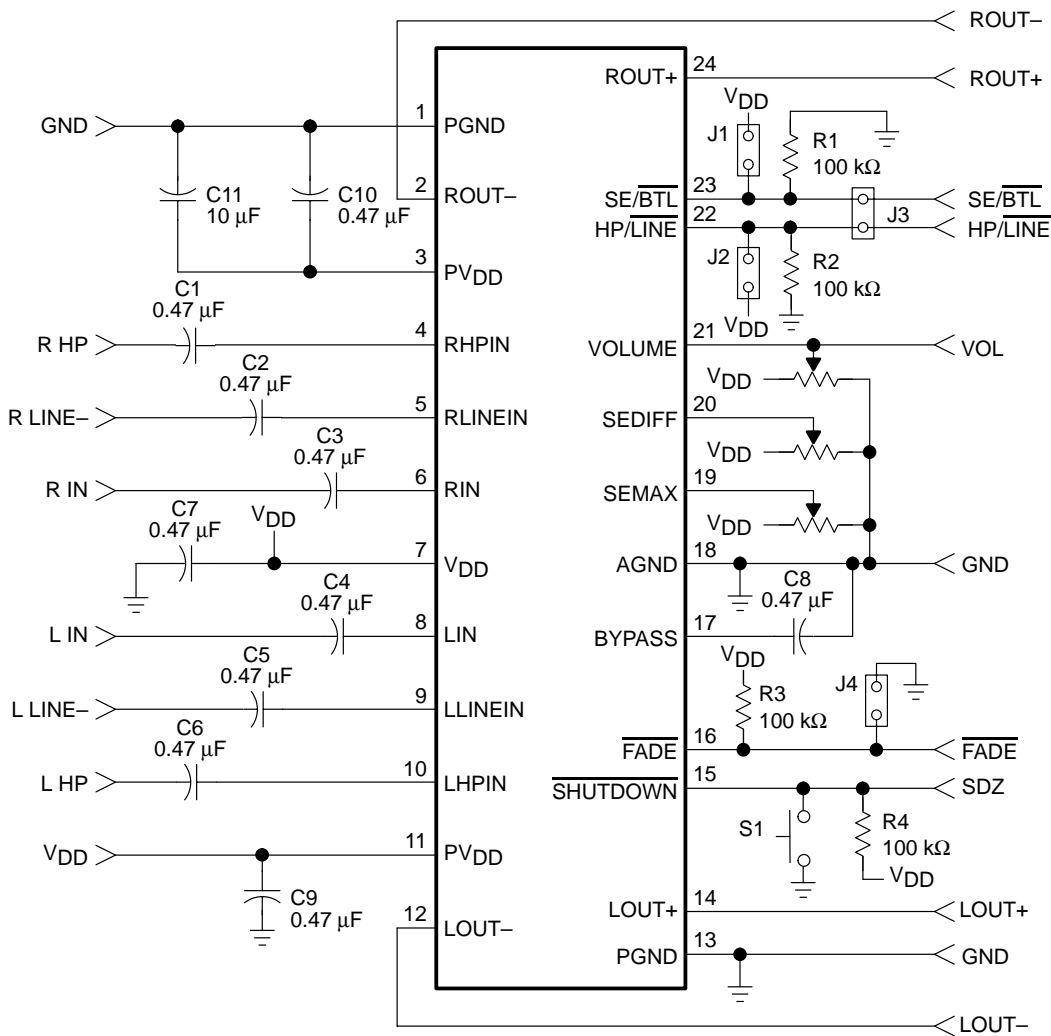 ROUT–
ROUT+
24
ROUT+
GND
1
PGND
VDD
J1
R1
100 kΩ
C11
10 µF
C10
0.47 µF
2
ROUT–
23
SE/BTL
SE/BTL
22
HP/LINE
J3
HP/LINE
3
PVDD
J2
R2
100 kΩ
VDD
C1
0.47 µF
R HP
4
RHPIN
21
VOLUME
VOL
C2
0.47 µF
VDD
R LINE–
5
RLINEIN
20
SEDIFF
C3
0.47 µF
VDD
R IN
6
RIN
19
SEMAX
C7
0.47 µF
VDD
VDD
7
VDD
18
AGND
GND
C4
0.47 µF
C8
0.47 µF
L IN
8
LIN
17
BYPASS
C5
0.47 µF
VDD
R3
100 kΩ
J4
L LINE–
9
LLINEIN
C6
0.47 µF
16
FADE
FADE
L HP
10
LHPIN
15
SHUTDOWN
SDZ
S1
R4
100 kΩ
VDD
VDD
11
PVDD
C9
0.47 µF
12
LOUT–
14
LOUT+
LOUT+
13
PGND
GND
LOUT–